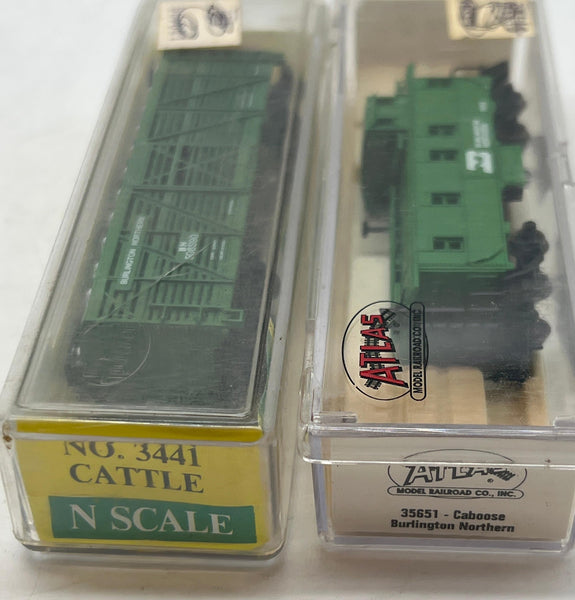 BURLINGTON NORTHERN
BN
NO. 3441
CATTLE
N SCALE
ATLAS
MODEL RAILROAD CO. INC
ATLAS
MODEL RAILROAD CO., INC.
35651 - Caboose
Burlington Northern